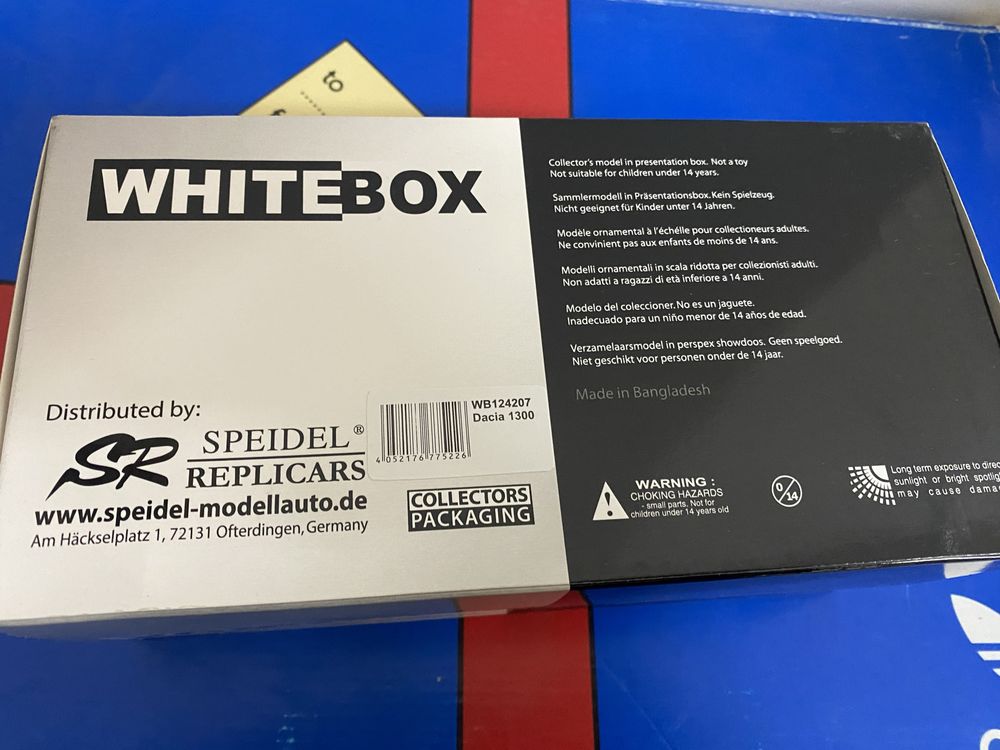 to
WHITEBOX
Distributed by:
SR SPEIDEL®
REPLICARS
www.speidel-modellauto.de
Am Häckselplatz 1, 72131 Ofterdingen, Germany
WB124207
Dacia 1300
4 052176 775226
COLLECTORS
PACKAGING
Collector's model in presentation box. Not a toy
Not suitable for children under 14 years.
Sammlermodell in Präsentationsbox. Kein Spielzeug.
Nicht geeignet für Kinder unter 14 Jahren.
Modèle ornamental à l'échélle pour collectioneurs adultes.
Ne convinient pas aux enfants de moins de 14 ans.
Modelli ornamentali in scala ridotta per collezionisti adulti.
Non adatti a ragazzi di età inferiore a 14 anni.
Modelo del coleccioner. No es un jaguete.
Inadecuado para un niño menor de 14 años de edad.
Verzamelaarsmodel in perspex showdoos. Geen speelgoed.
Niet geschikt voor personen onder de 14 jaar.
Made in Bangladesh
WARNING :
CHOKING HAZARDS
- small parts. Not for
children under 14 years old
0/14
Long term exposure to
sunlight or bright
may cause